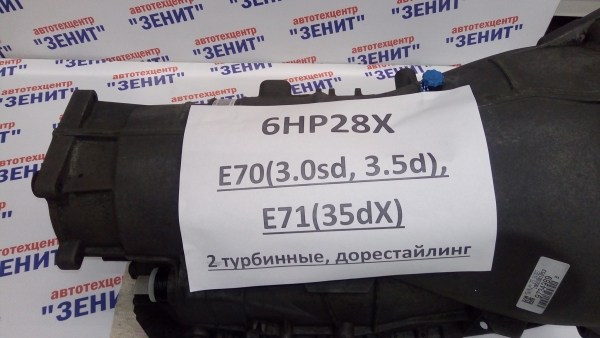 автотехцентр
"ЗЕНИТ"
6HP28X
E70(3.0sd, 3.5d),
E71(35dX)
2 турбинные, дорестайлинг